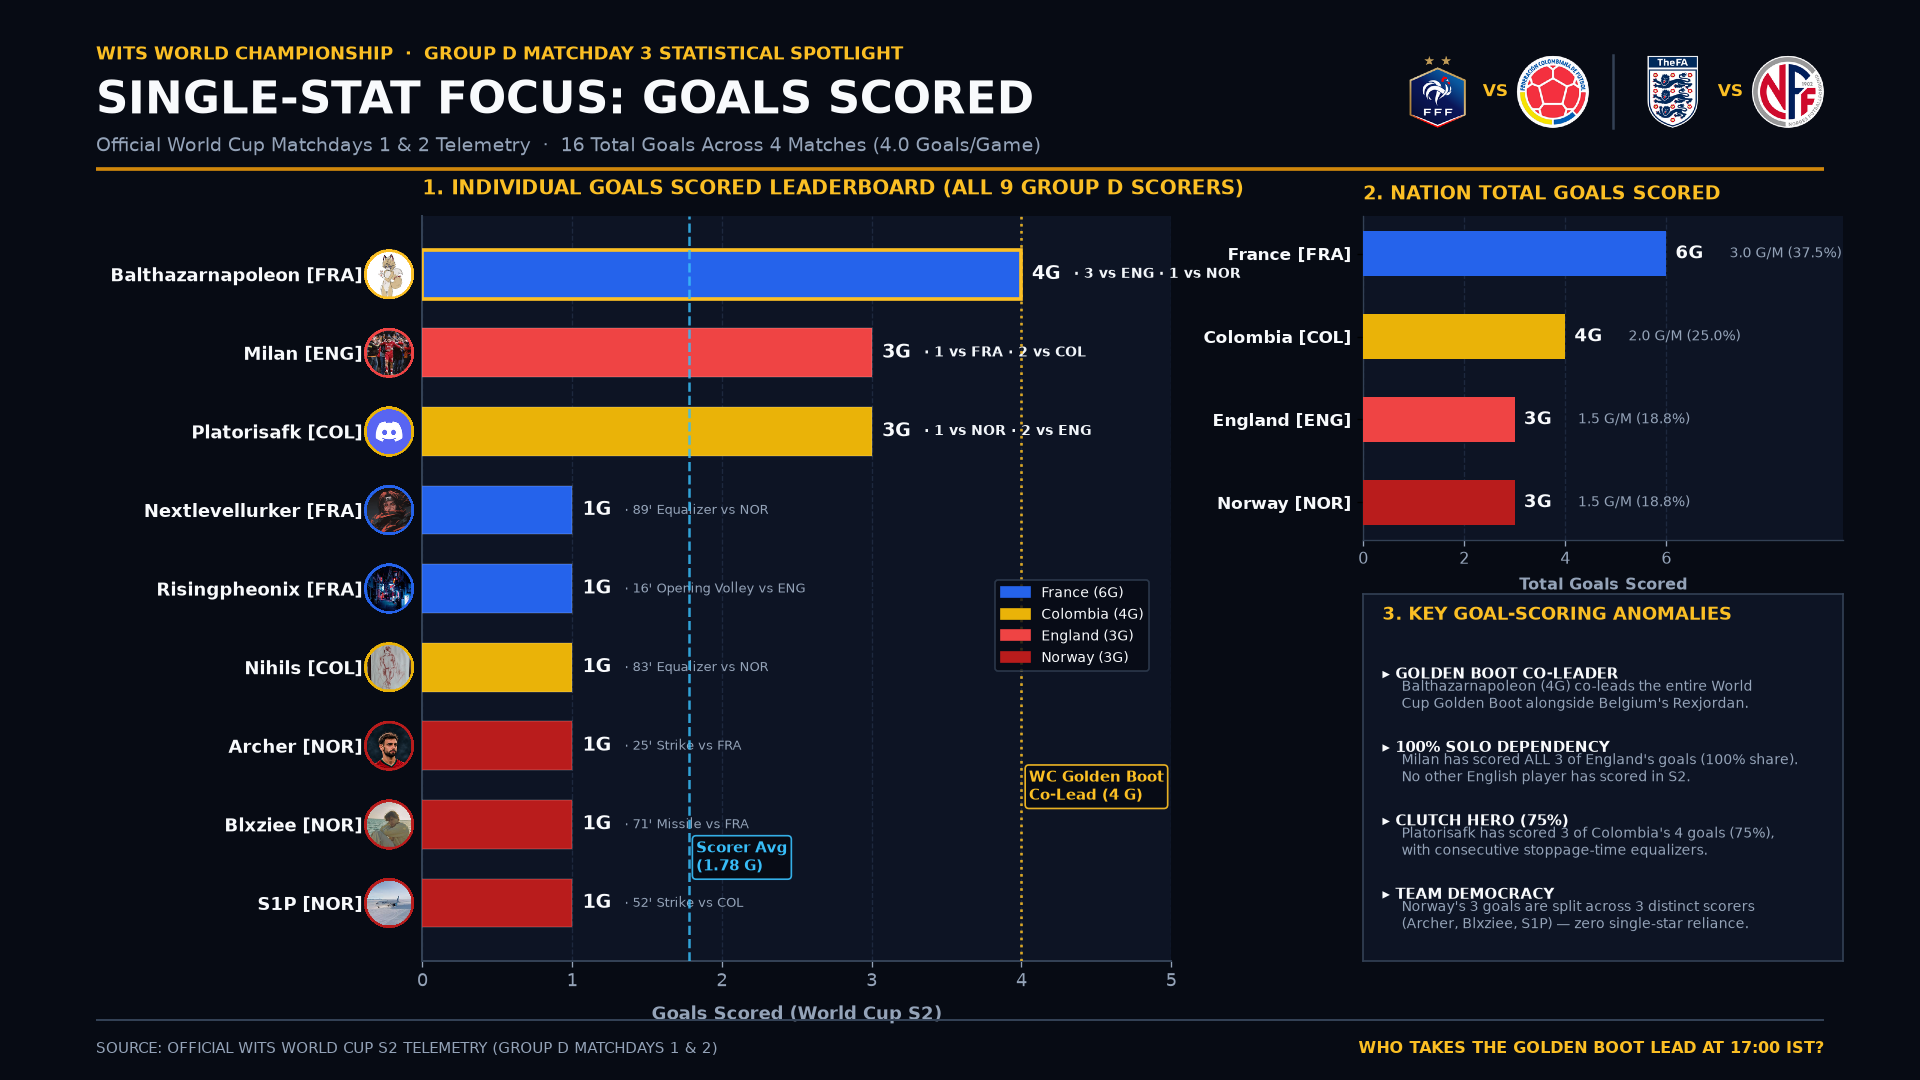 WITS WORLD CHAMPIONSHIP · GROUP D MATCHDAY 3 STATISTICAL SPOTLIGHT
SINGLE-STAT FOCUS: GOALS SCORED
Official World Cup Matchdays 1 & 2 Telemetry · 16 Total Goals Across 4 Matches (4.0 Goals/Game)
FFF
VS
FEDERACIÓN COLOMBIANA DE FÚTBOL
TheFA
VS
NFF
1902
1. INDIVIDUAL GOALS SCORED LEADERBOARD (ALL 9 GROUP D SCORERS)
Balthazarnapoleon [FRA]
4G · 3 vs ENG · 1 vs NOR
Milan [ENG]
3G · 1 vs FRA · 2 vs COL
Platorisafk [COL]
3G · 1 vs NOR · 2 vs ENG
Nextlevellurker [FRA]
1G · 89' Equalizer vs NOR
Risingpheonix [FRA]
1G · 16' Opening Volley vs ENG
Nihils [COL]
1G · 83' Equalizer vs NOR
Archer [NOR]
1G · 25' Strike vs FRA
Blxziee [NOR]
1G · 71' Missile vs FRA
S1P [NOR]
1G · 52' Strike vs COL
France (6G)
Colombia (4G)
England (3G)
Norway (3G)
WC Golden Boot
Co-Lead (4 G)
Scorer Avg
(1.78 G)
0 1 2 3 4 5
Goals Scored (World Cup S2)
2. NATION TOTAL GOALS SCORED
France [FRA]
6G 3.0 G/M (37.5%)
Colombia [COL]
4G 2.0 G/M (25.0%)
England [ENG]
3G 1.5 G/M (18.8%)
Norway [NOR]
3G 1.5 G/M (18.8%)
0 2 4 6
Total Goals Scored
3. KEY GOAL-SCORING ANOMALIES
▸ GOLDEN BOOT CO-LEADER
Balthazarnapoleon (4G) co-leads the entire World
Cup Golden Boot alongside Belgium's Rexjordan.
▸ 100% SOLO DEPENDENCY
Milan has scored ALL 3 of England's goals (100% share).
No other English player has scored in S2.
▸ CLUTCH HERO (75%)
Platorisafk has scored 3 of Colombia's 4 goals (75%),
with consecutive stoppage-time equalizers.
▸ TEAM DEMOCRACY
Norway's 3 goals are split across 3 distinct scorers
(Archer, Blxziee, S1P) — zero single-star reliance.
SOURCE: OFFICIAL WITS WORLD CUP S2 TELEMETRY (GROUP D MATCHDAYS 1 & 2)
WHO TAKES THE GOLDEN BOOT LEAD AT 17:00 IST?